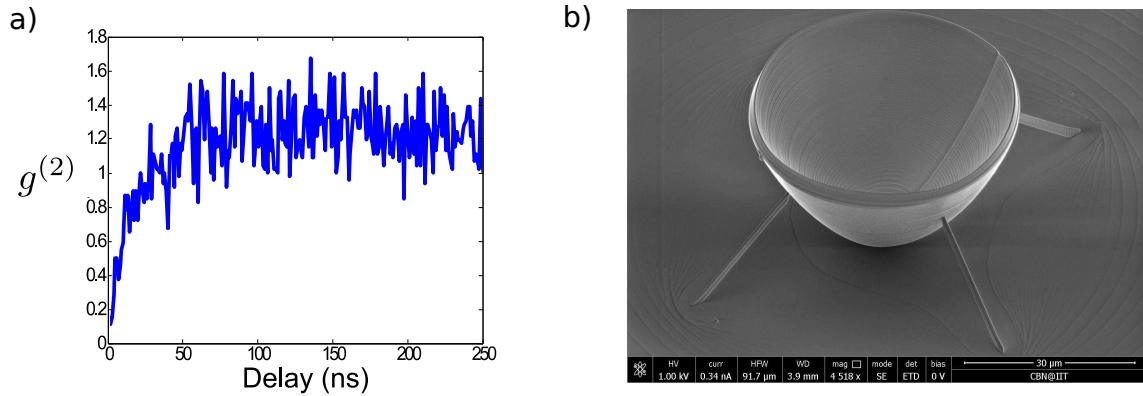 a)
1.8
1.6
1.4
1.2
1
0.8
0.6
0.4
0.2
0
g(2)
0 50 100 150 200 250
Delay (ns)
b)
HV curr HFW WD mag □ mode det bias 30 µm
1.00 kV 0.34 nA 91.7 µm 3.9 mm 4 518 x SE ETD 0 V CBN@IIT